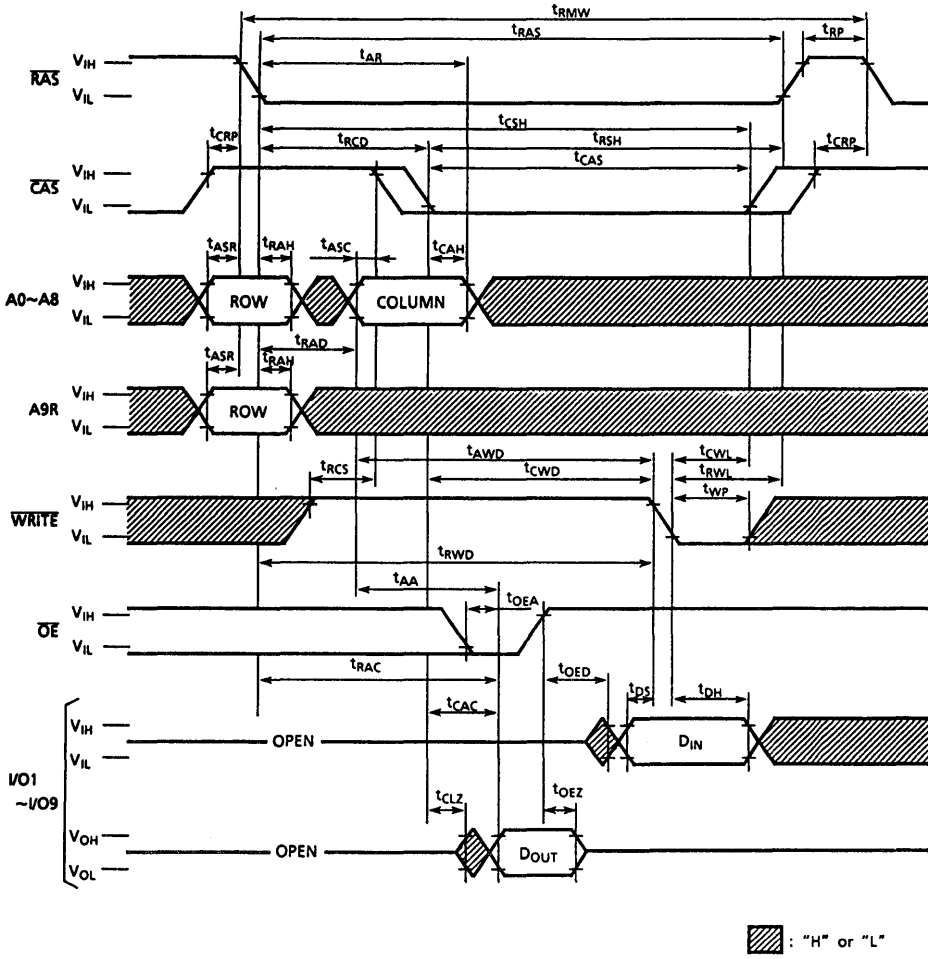 tRMW
tRAS
tRP
tAR
RAS
VIH
VIL
tCSH
tCRP
tRCD
tRSH
tCAS
tCRP
CAS
VIH
VIL
tASR
tRAH
tASC
tCAH
A0~A8
VIH
VIL
ROW
COLUMN
tRAD
tASR
tRAH
A9R
VIH
VIL
ROW
tAWD
tCWL
tRCS
tCWD
tRWL
tWP
WRITE
VIH
VIL
tRWD
tAA
tOEA
OE
VIH
VIL
tRAC
tOED
tDS
tDH
tCAC
VIH
VIL
OPEN
DIN
I/O1
~I/O9
tCLZ
tOEZ
VOH
VOL
OPEN
DOUT
: "H" or "L"